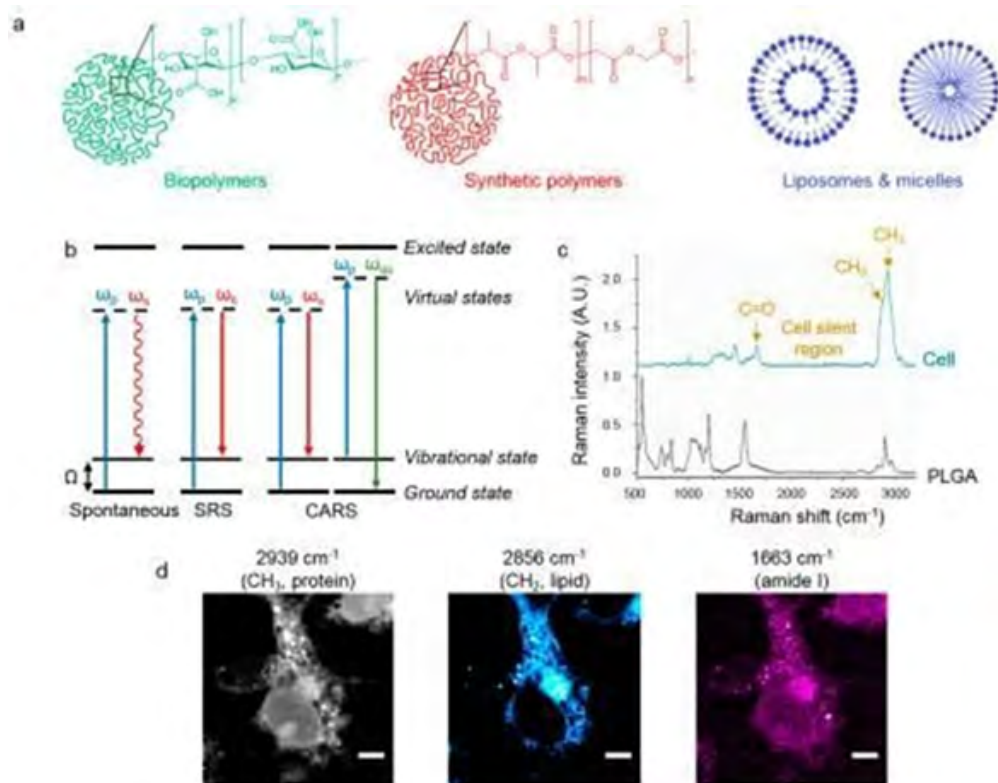 a
Biopolymers
Synthetic polymers
Liposomes & micelles
b
Excited state
ωp
Virtual states
ωp ωs ωp ωs ωp ωs
Vibrational state
Ω
Ground state
Spontaneous SRS CARS
c
CH₃
CH₂
C=O
Cell silent
region
Cell
PLGA
Raman intensity (A.U.)
2.0
1.5
1.0
0.5
0.0
500 1000 1500 2000 2500 3000
Raman shift (cm⁻¹)
d
2939 cm⁻¹
(CH₃, protein)
2856 cm⁻¹
(CH₂, lipid)
1663 cm⁻¹
(amide I)